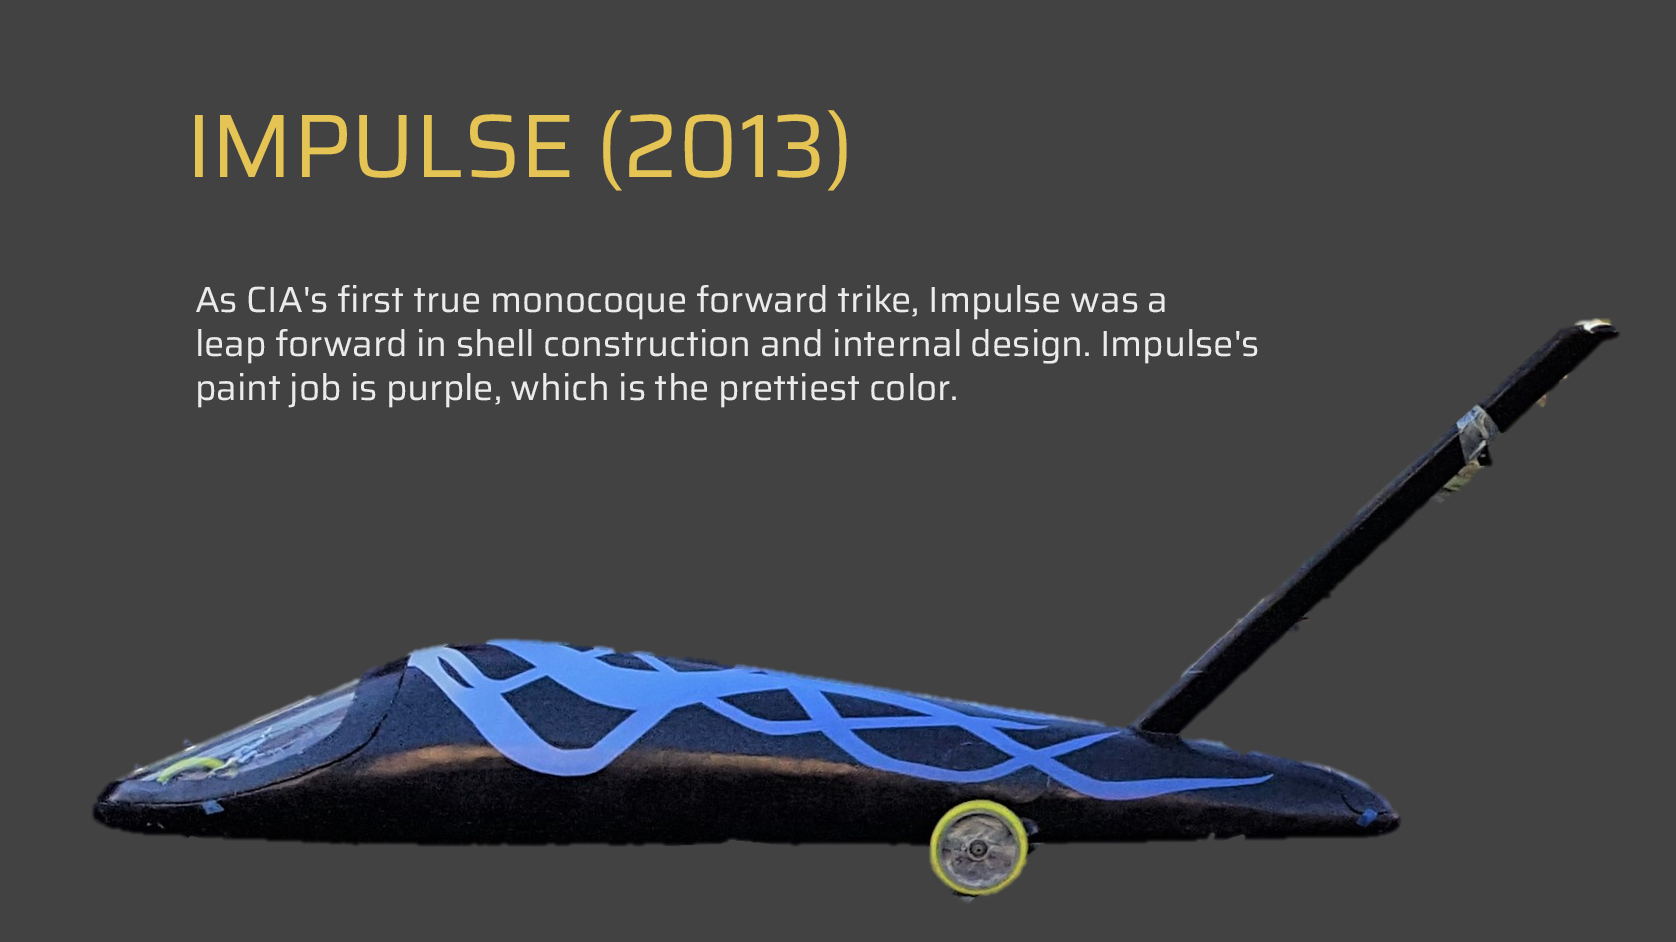 IMPULSE (2013)
As CIA's first true monocoque forward trike, Impulse was a
leap forward in shell construction and internal design. Impulse's
paint job is purple, which is the prettiest color.